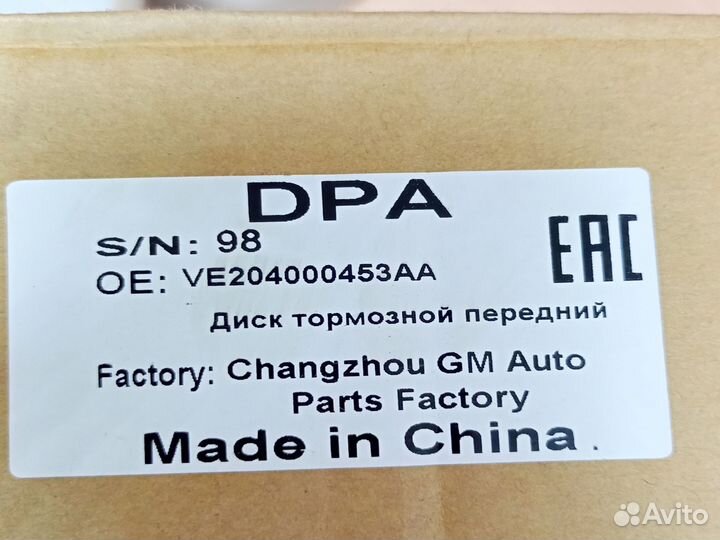 DPA
S/N: 98
EAC
OE: VE204000453AA
Диск тормозной передний
Factory: Changzhou GM Auto
Parts Factory
Made in China.
Avito